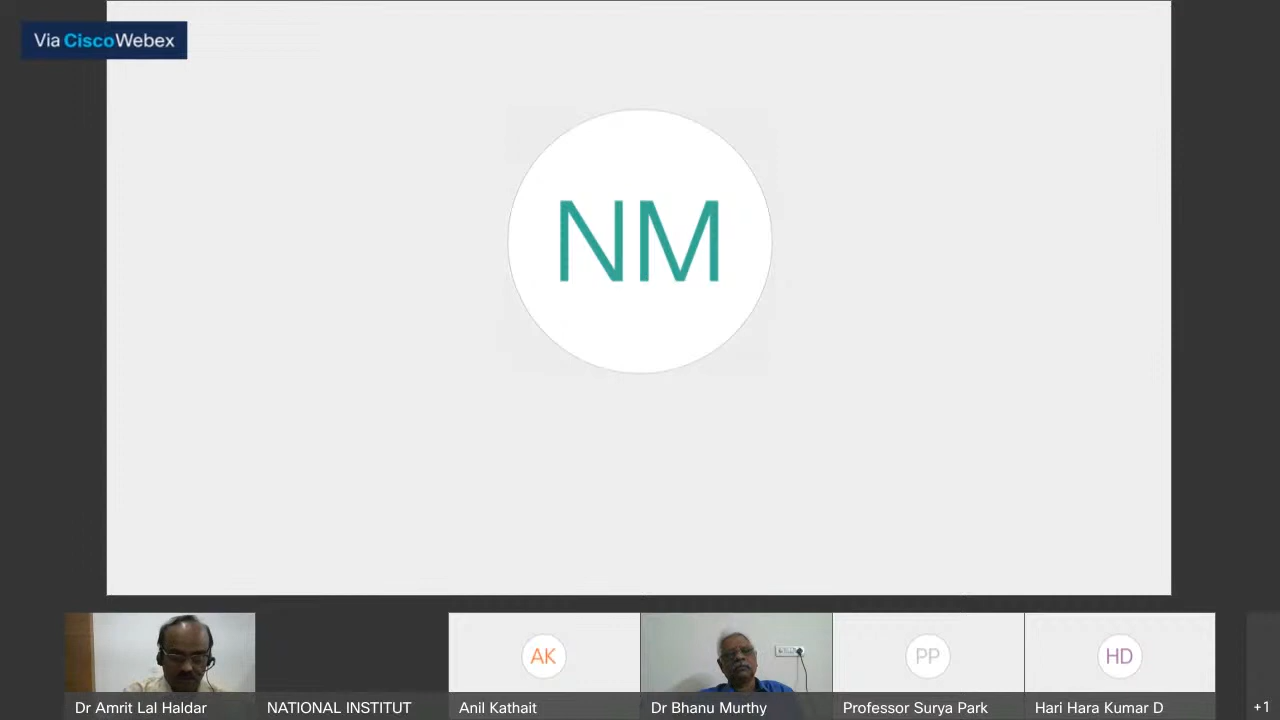 Via CiscoWebex
NM
AK
PP
HD
Dr Amrit Lal Haldar
NATIONAL INSTITUT
Anil Kathait
Dr Bhanu Murthy
Professor Surya Park
Hari Hara Kumar D
+1